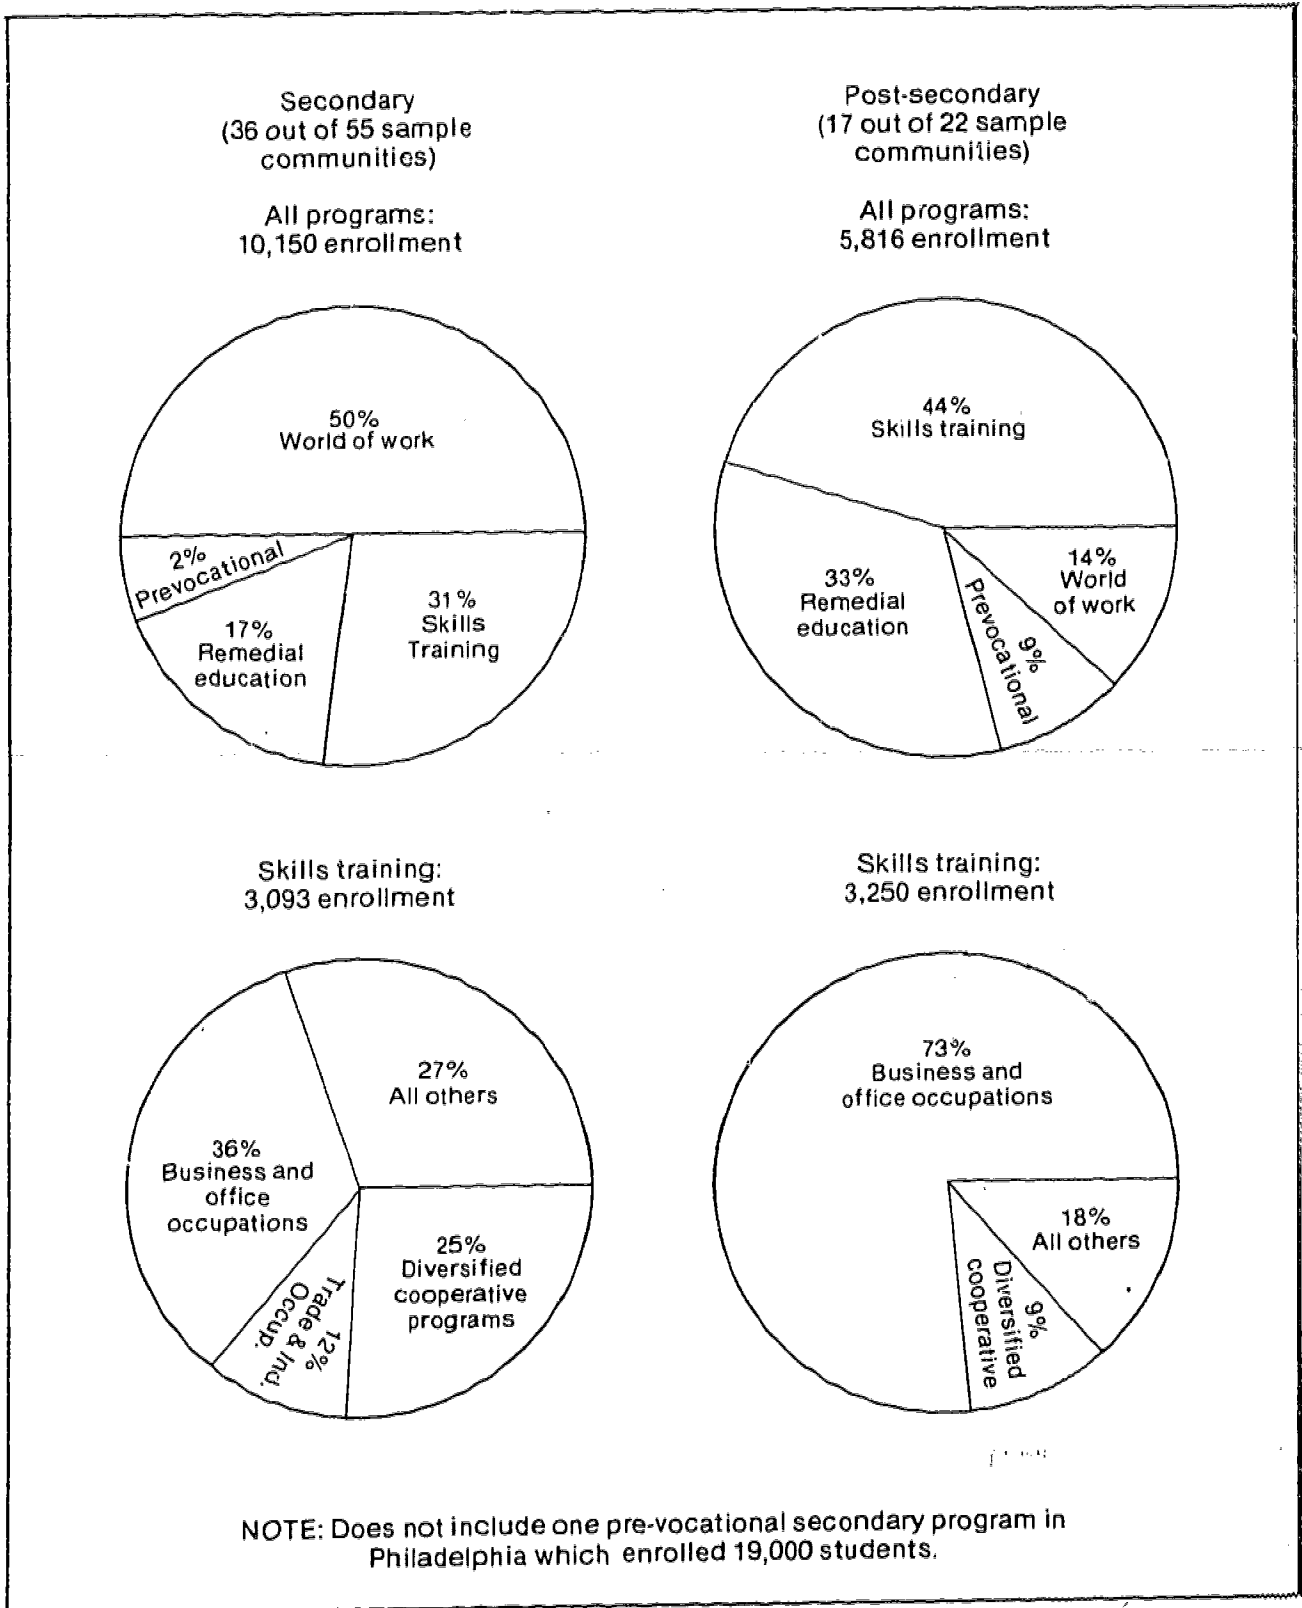 Secondary
(36 out of 55 sample
communities)
All programs:
10,150 enrollment
50%
World of work
2%
Prevocational
17%
Remedial
education
31%
Skills
Training
Post-secondary
(17 out of 22 sample
communities)
All programs:
5,816 enrollment
44%
Skills training
33%
Remedial
education
9%
Prevocational
14%
World
of work
Skills training:
3,093 enrollment
27%
All others
36%
Business and
office
occupations
12%
Trade & Ind.
Occup.
25%
Diversified
cooperative
programs
Skills training:
3,250 enrollment
73%
Business and
office occupations
18%
All others
9%
Diversified
cooperative
NOTE: Does not include one pre-vocational secondary program in
Philadelphia which enrolled 19,000 students.